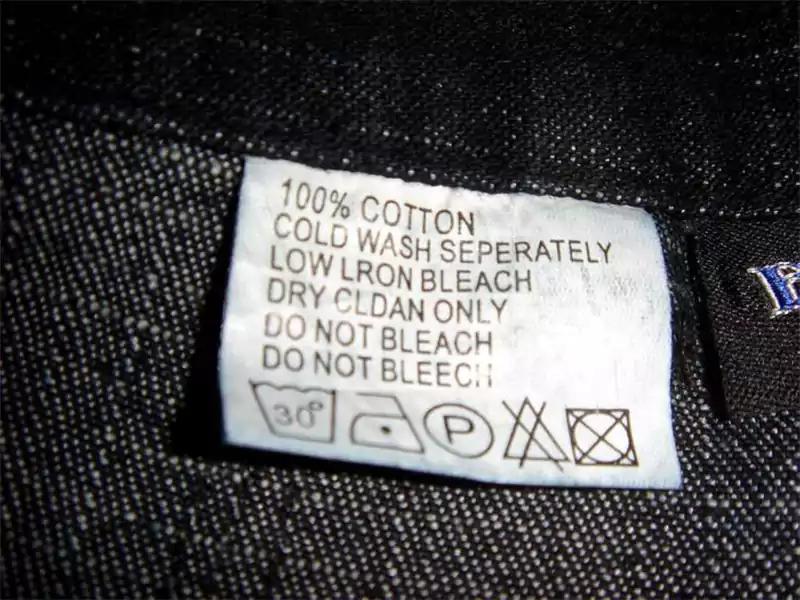 100% COTTON
COLD WASH SEPERATELY
LOW LRON BLEACH
DRY CLDAN ONLY
DO NOT BLEACH
DO NOT BLEECH
30° P